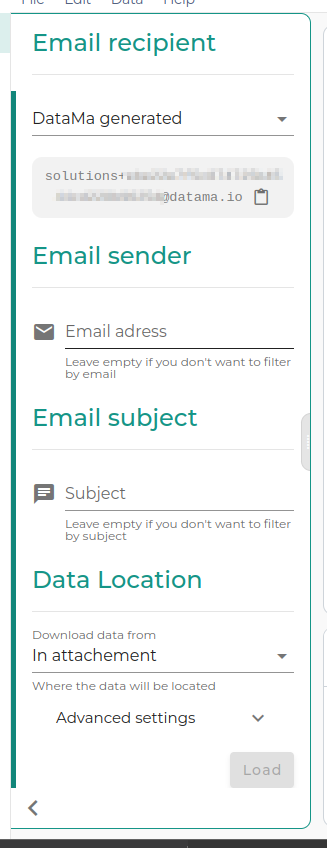 File Edit Data Help
Email recipient
DataMa generated
solutions+
@datama.io
Email sender
Email adress
Leave empty if you don't want to filter
by email
Email subject
Subject
Leave empty if you don't want to filter
by subject
Data Location
Download data from
In attachement
Where the data will be located
Advanced settings
Load